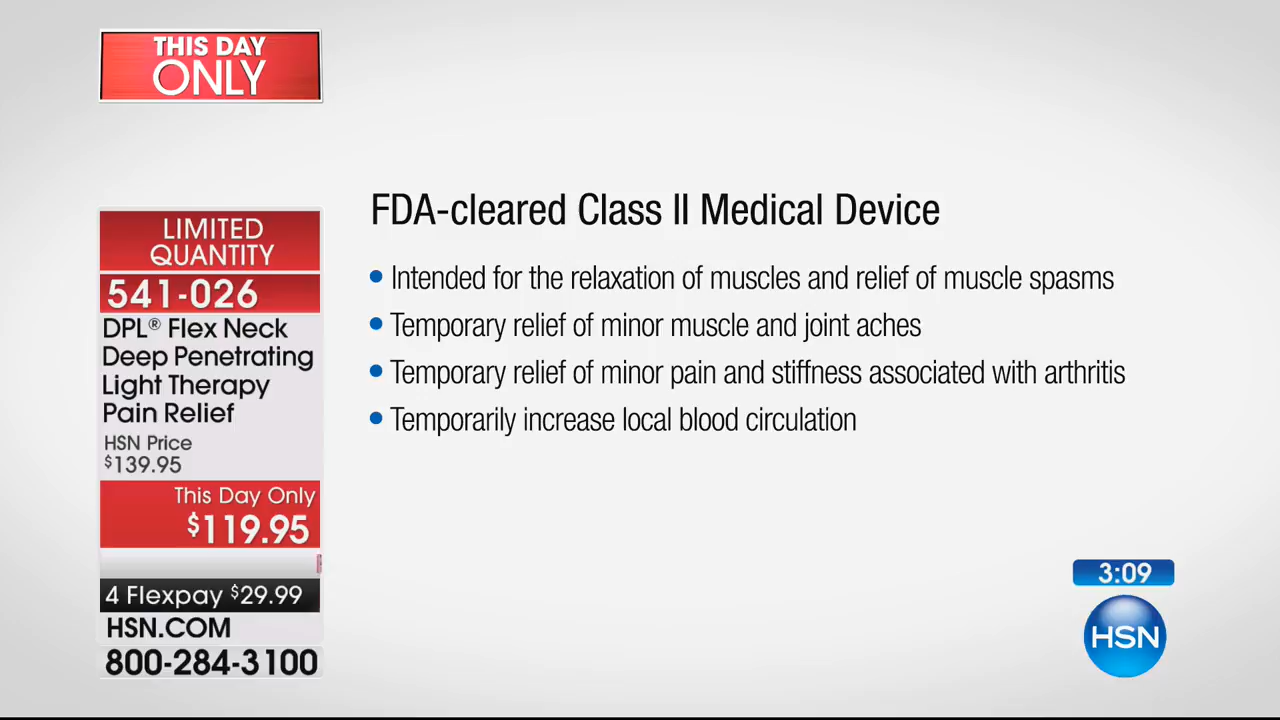 THIS DAY
ONLY
LIMITED
QUANTITY
541-026
DPL® Flex Neck
Deep Penetrating
Light Therapy
Pain Relief
HSN Price
$139.95
This Day Only
$119.95
4 Flexpay $29.99
HSN.COM
800-284-3100
FDA-cleared Class II Medical Device
• Intended for the relaxation of muscles and relief of muscle spasms
• Temporary relief of minor muscle and joint aches
• Temporary relief of minor pain and stiffness associated with arthritis
• Temporarily increase local blood circulation
3:09
HSN